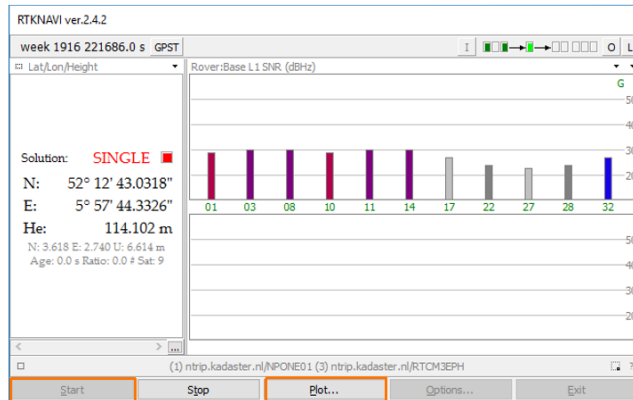 RTKNAVI ver.2.4.2
week 1916 221686.0 s GPST I O L
Lat/Lon/Height
Rover:Base L1 SNR (dBHz)
G
50
40
30
20
Solution: SINGLE
N: 52° 12' 43.0318"
E: 5° 57' 44.3326"
He: 114.102 m
N: 3.618 E: 2.740 U: 6.614 m
Age: 0.0 s Ratio: 0.0 # Sat: 9
01 03 08 10 11 14 17 22 27 28 32
50
40
30
20
...
(1) ntrip.kadaster.nl/NPONE01 (3) ntrip.kadaster.nl/RTCM3EPH
Start Stop Plot... Options... Exit